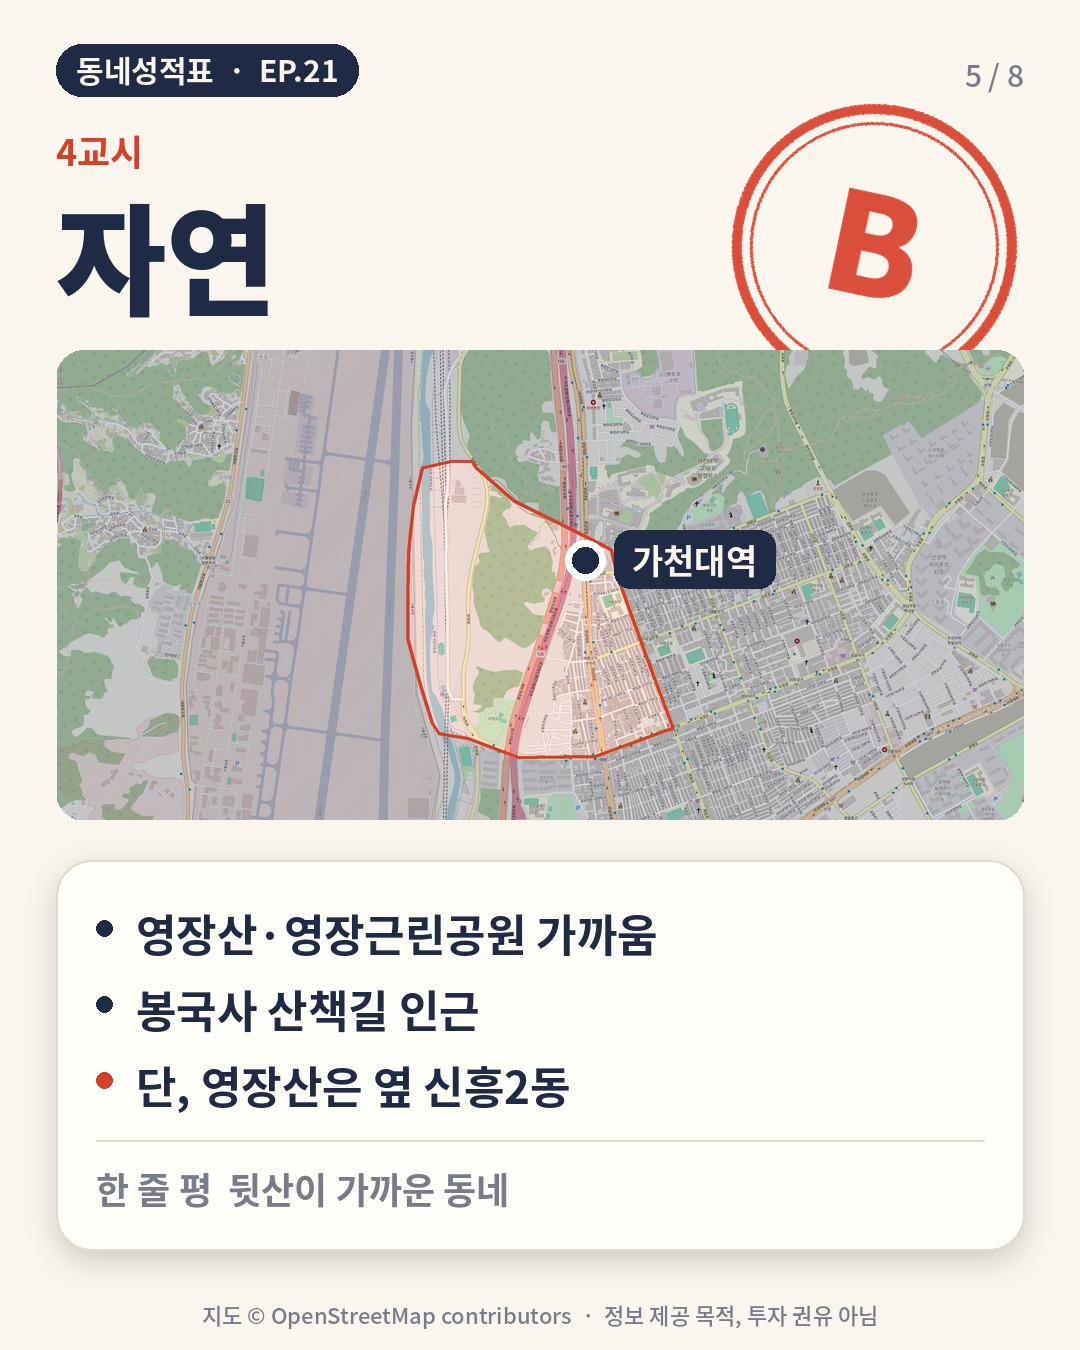 동네성적표 · EP.21
5 / 8
4교시
자연
B
가천대역
영장산·영장근린공원 가까움
봉국사 산책길 인근
단, 영장산은 옆 신흥2동
한 줄 평 뒷산이 가까운 동네
지도 © OpenStreetMap contributors · 정보 제공 목적, 투자 권유 아님